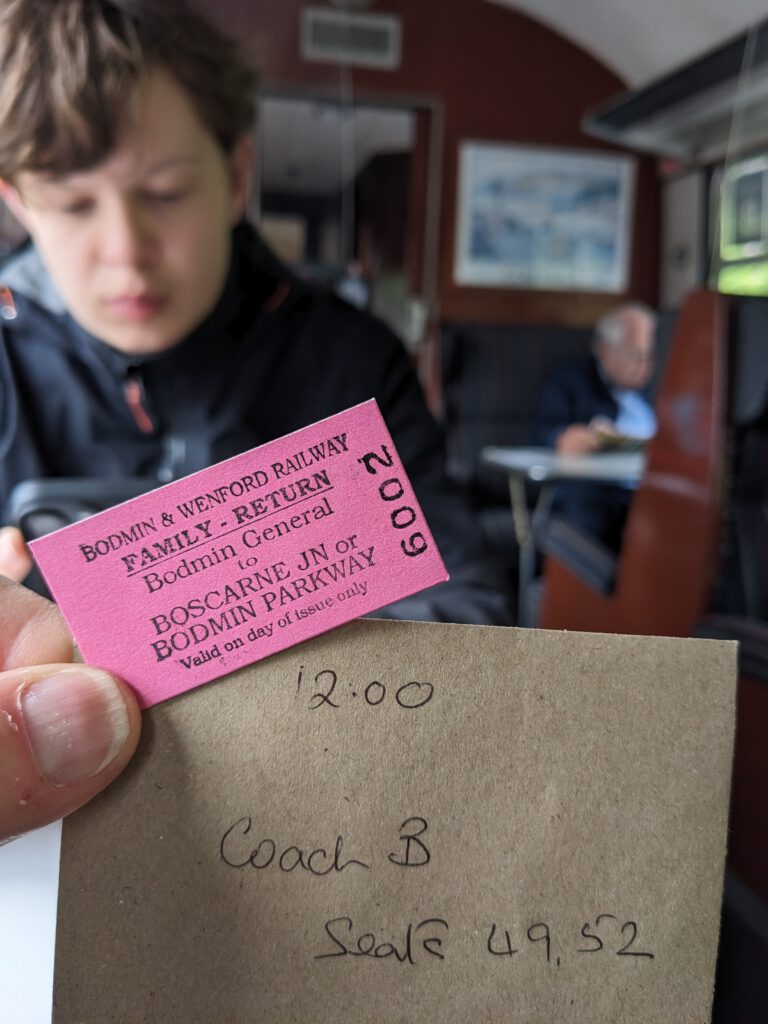 BODMIN & WENFORD RAILWAY
FAMILY - RETURN
Bodmin General
to
BOSCARNE JN or
BODMIN PARKWAY
Valid on day of issue only
6002
12:00
Coach B
Seats 49,52